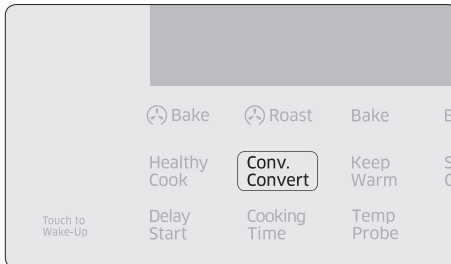 Bake Roast Bake
Healthy Conv. Keep
Cook Convert Warm
Touch to
Wake-Up
Delay Cooking Temp
Start Time Probe